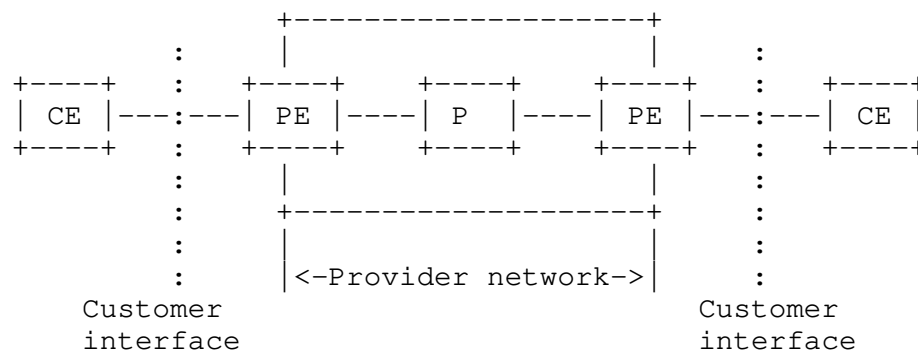 CE PE P PE CE
<-Provider network->
Customer Customer
interface interface